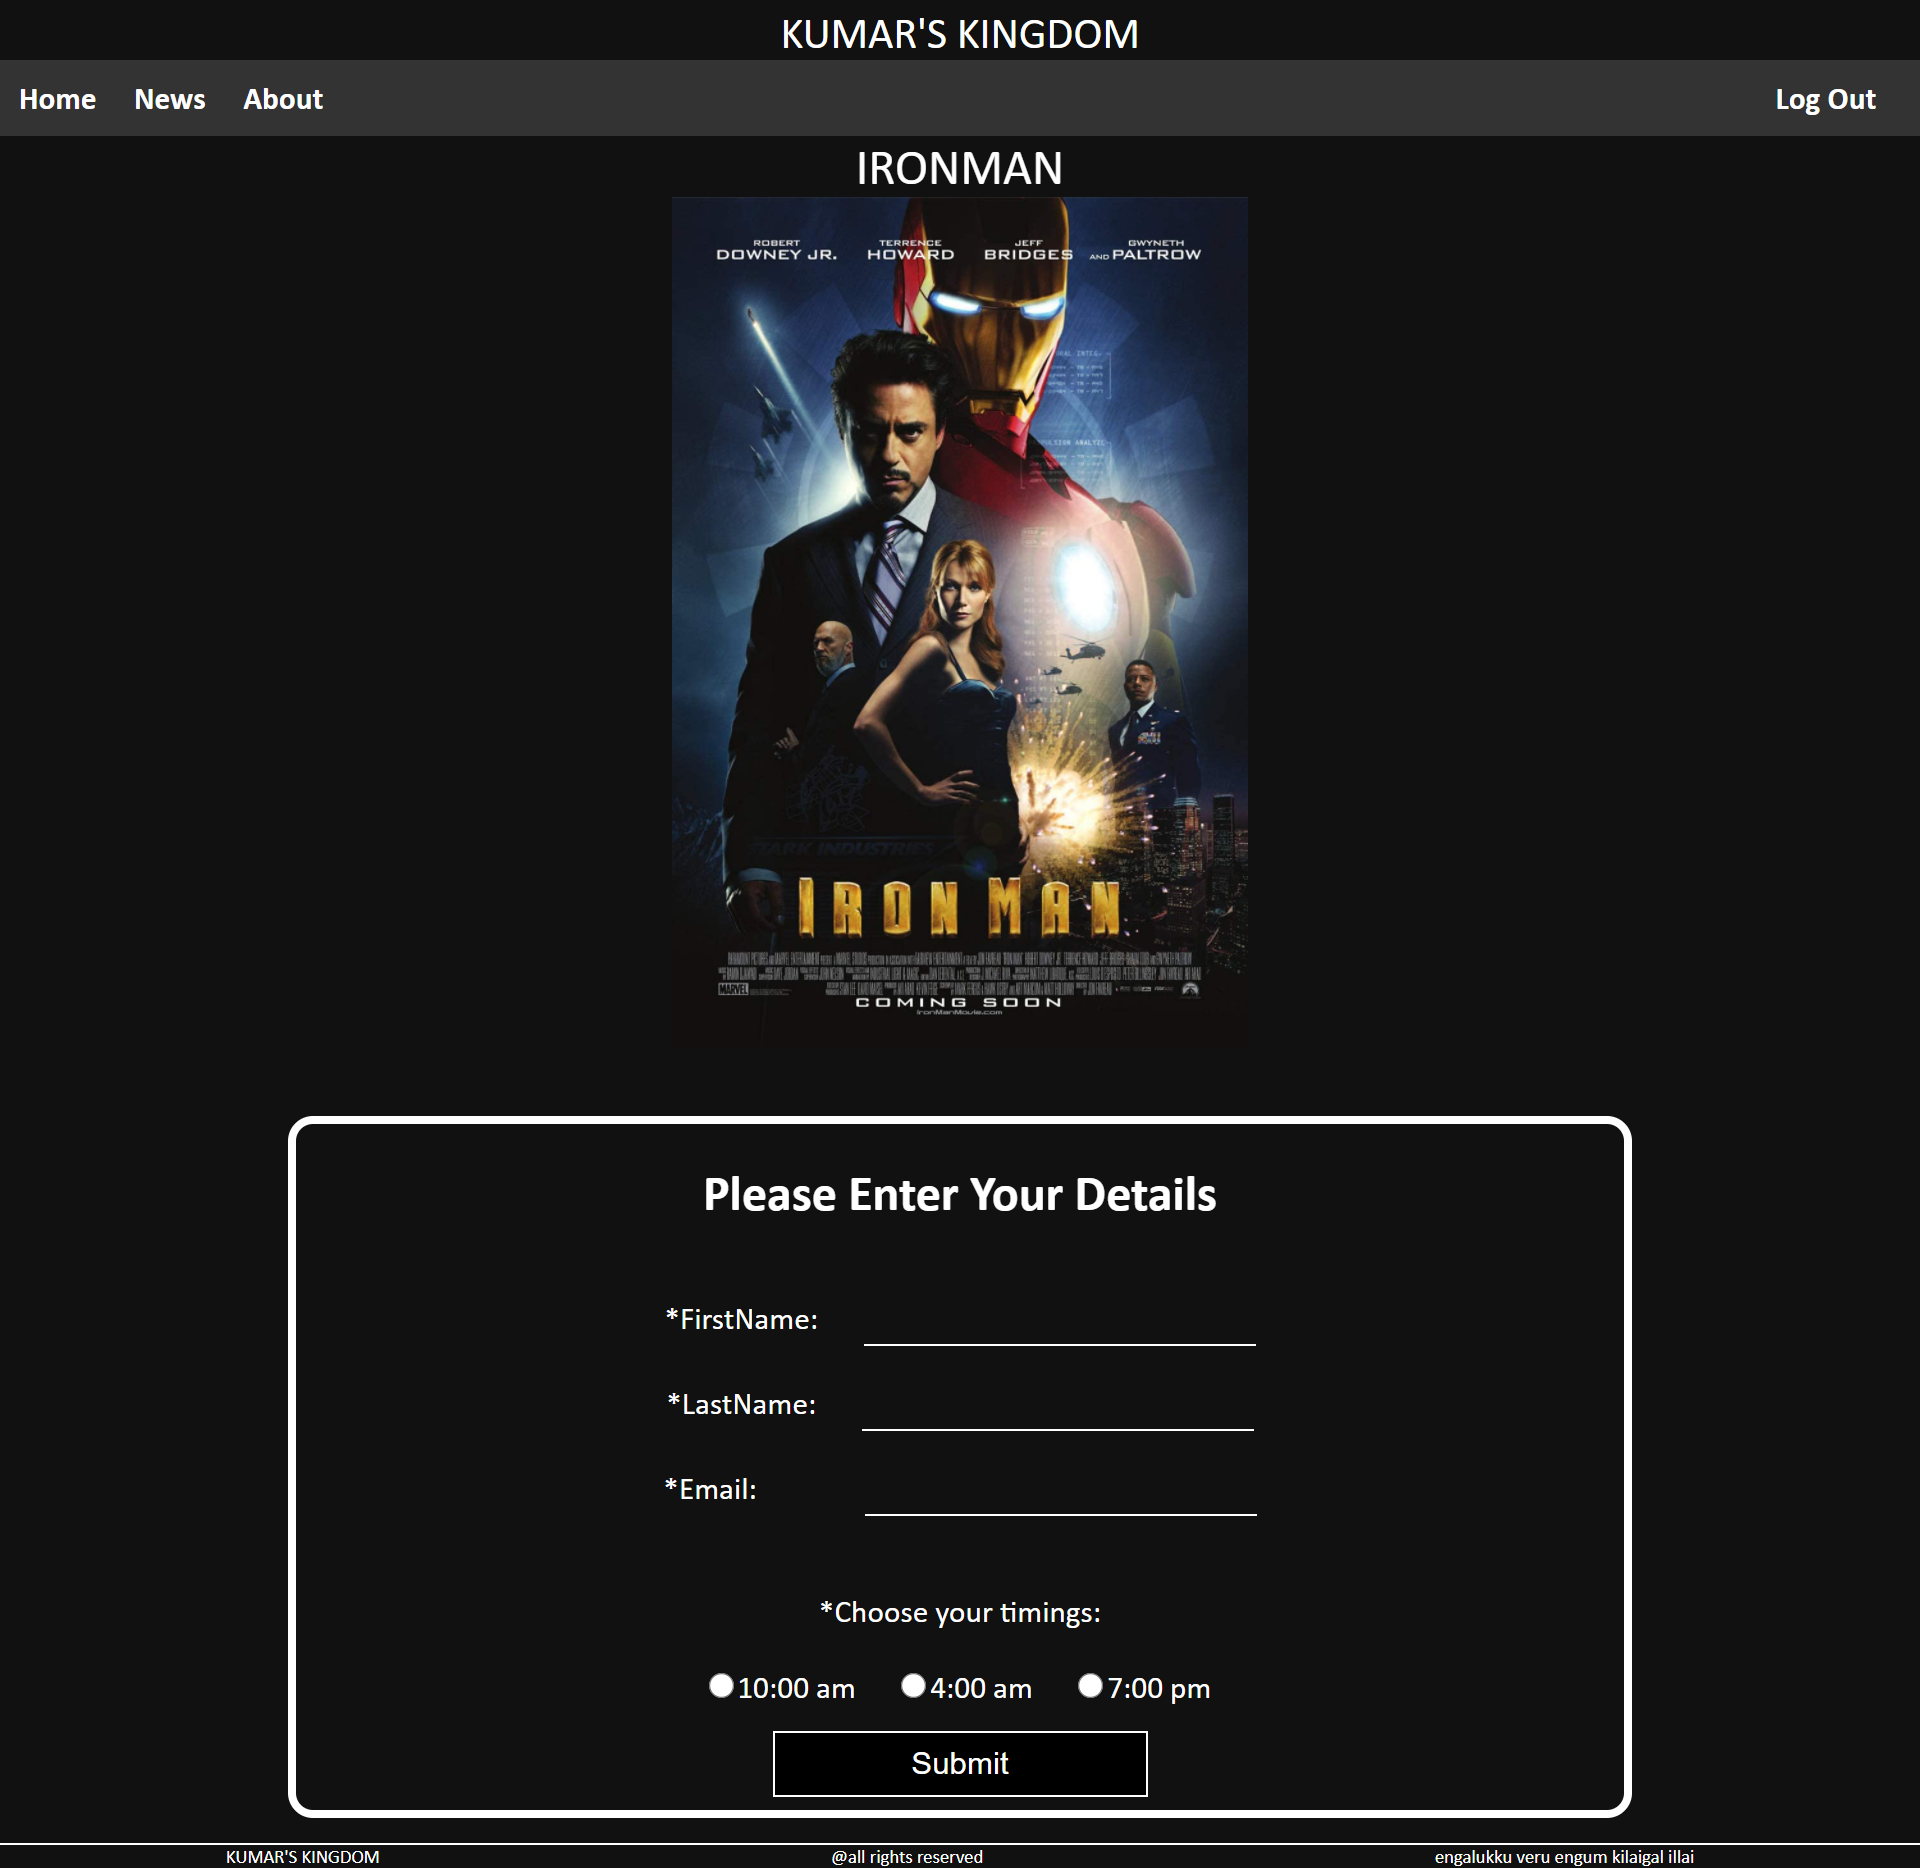 KUMAR'S KINGDOM
Home News About Log Out
IRONMAN
ROBERT DOWNEY JR. TERRENCE HOWARD JEFF BRIDGES AND GWYNETH PALTROW
STARK INDUSTRIES
IRON MAN
MARVEL
COMING SOON
IronManMovie.com
Please Enter Your Details
*FirstName:
*LastName:
*Email:
*Choose your timings:
10:00 am 4:00 am 7:00 pm
Submit
KUMAR'S KINGDOM @all rights reserved engalukku veru engum kilaigal illai